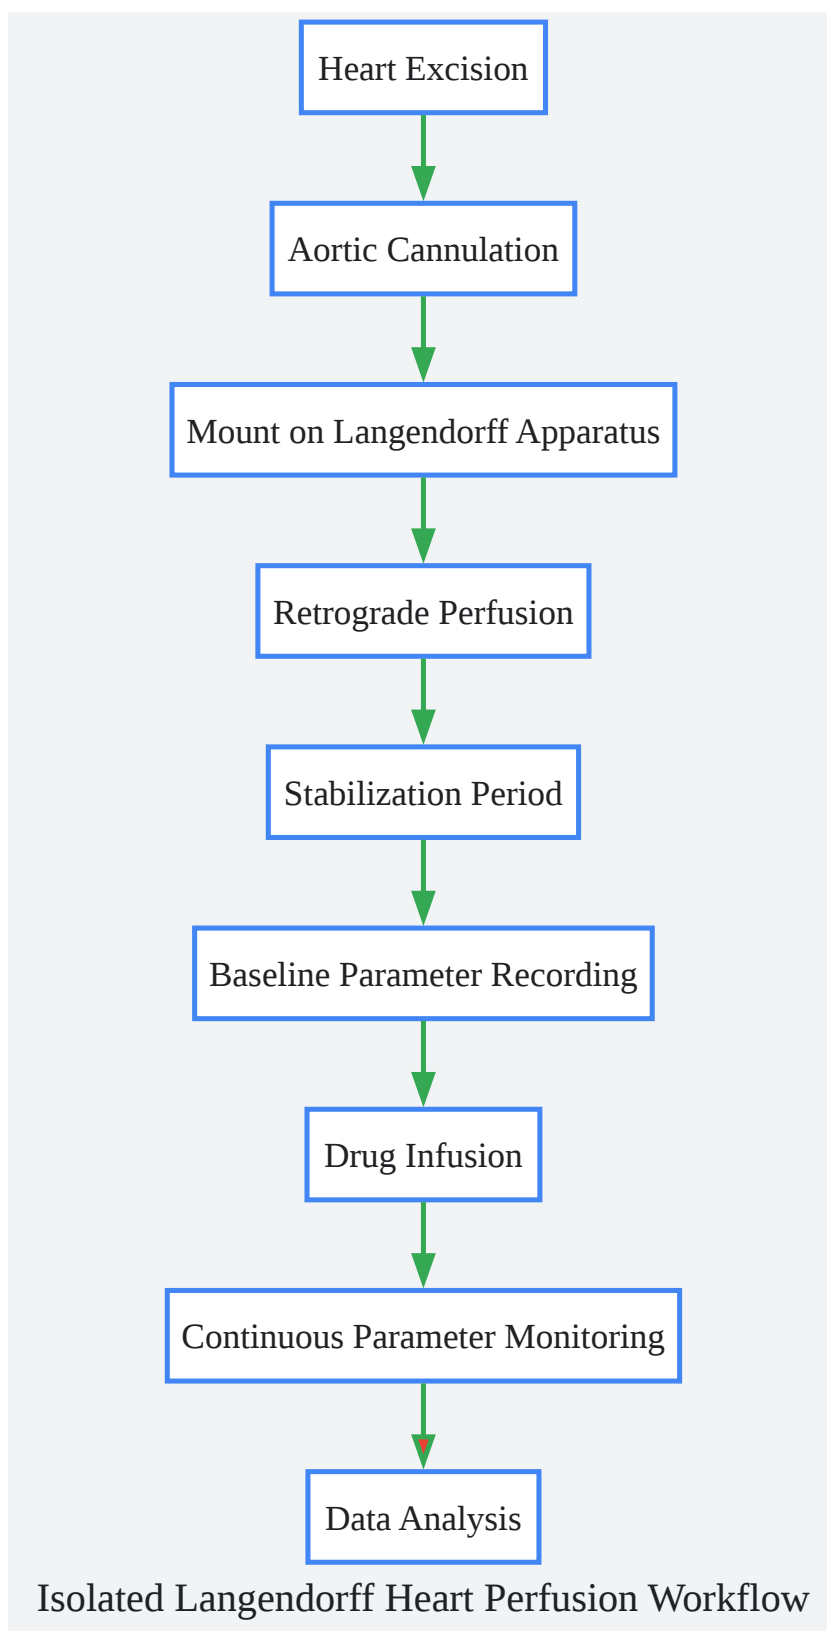 Heart Excision
Aortic Cannulation
Mount on Langendorff Apparatus
Retrograde Perfusion
Stabilization Period
Baseline Parameter Recording
Drug Infusion
Continuous Parameter Monitoring
Data Analysis
Isolated Langendorff Heart Perfusion Workflow